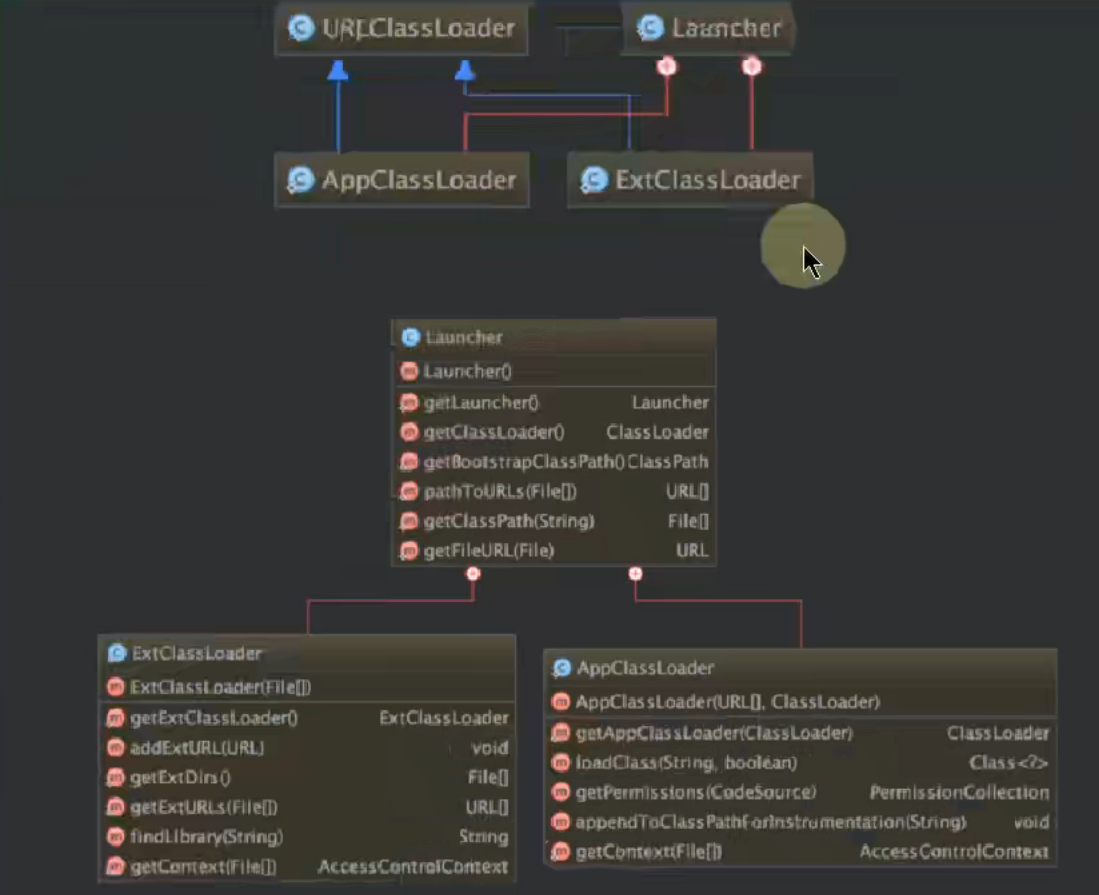 URLClassLoader
Launcher
AppClassLoader
ExtClassLoader
Launcher
Launcher()
getLauncher() Launcher
getClassLoader() ClassLoader
getBootstrapClassPath() ClassPath
pathToURLs(File[]) URL[]
getClassPath(String) File[]
getFileURL(File) URL
ExtClassLoader
ExtClassLoader(File[])
getExtClassLoader() ExtClassLoader
addExtURL(URL) void
getExtDirs() File[]
getExtURLs(File[]) URL[]
findLibrary(String) String
getContext(File[]) AccessControlContext
AppClassLoader
AppClassLoader(URL[], ClassLoader)
getAppClassLoader(ClassLoader) ClassLoader
loadClass(String, boolean) Class<?>
getPermissions(CodeSource) PermissionCollection
appendToClassPathForInstrumentation(String) void
getContext(File[]) AccessControlContext